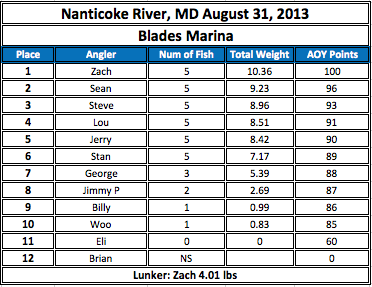 Nanticoke River, MD August 31, 2013
Blades Marina
Place Angler Num of Fish Total Weight AOY Points
1 Zach 5 10.36 100
2 Sean 5 9.23 96
3 Steve 5 8.96 93
4 Lou 5 8.51 91
5 Jerry 5 8.42 90
6 Stan 5 7.17 89
7 George 3 5.39 88
8 Jimmy P 2 2.69 87
9 Billy 1 0.99 86
10 Woo 1 0.83 85
11 Eli 0 0 60
12 Brian NS 0
Lunker: Zach 4.01 lbs